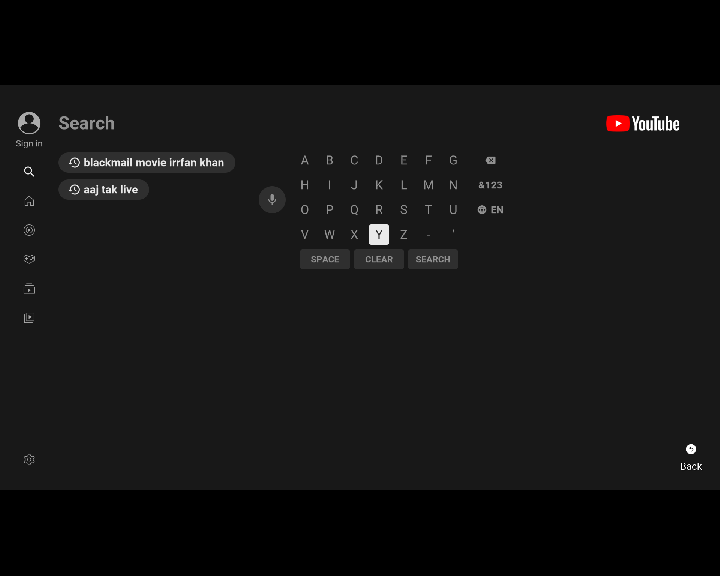 Search
YouTube
Sign in
blackmail movie irrfan khan
aaj tak live
A B C D E F G
H I J K L M N &123
O P Q R S T U EN
V W X Y Z - '
SPACE CLEAR SEARCH
Back